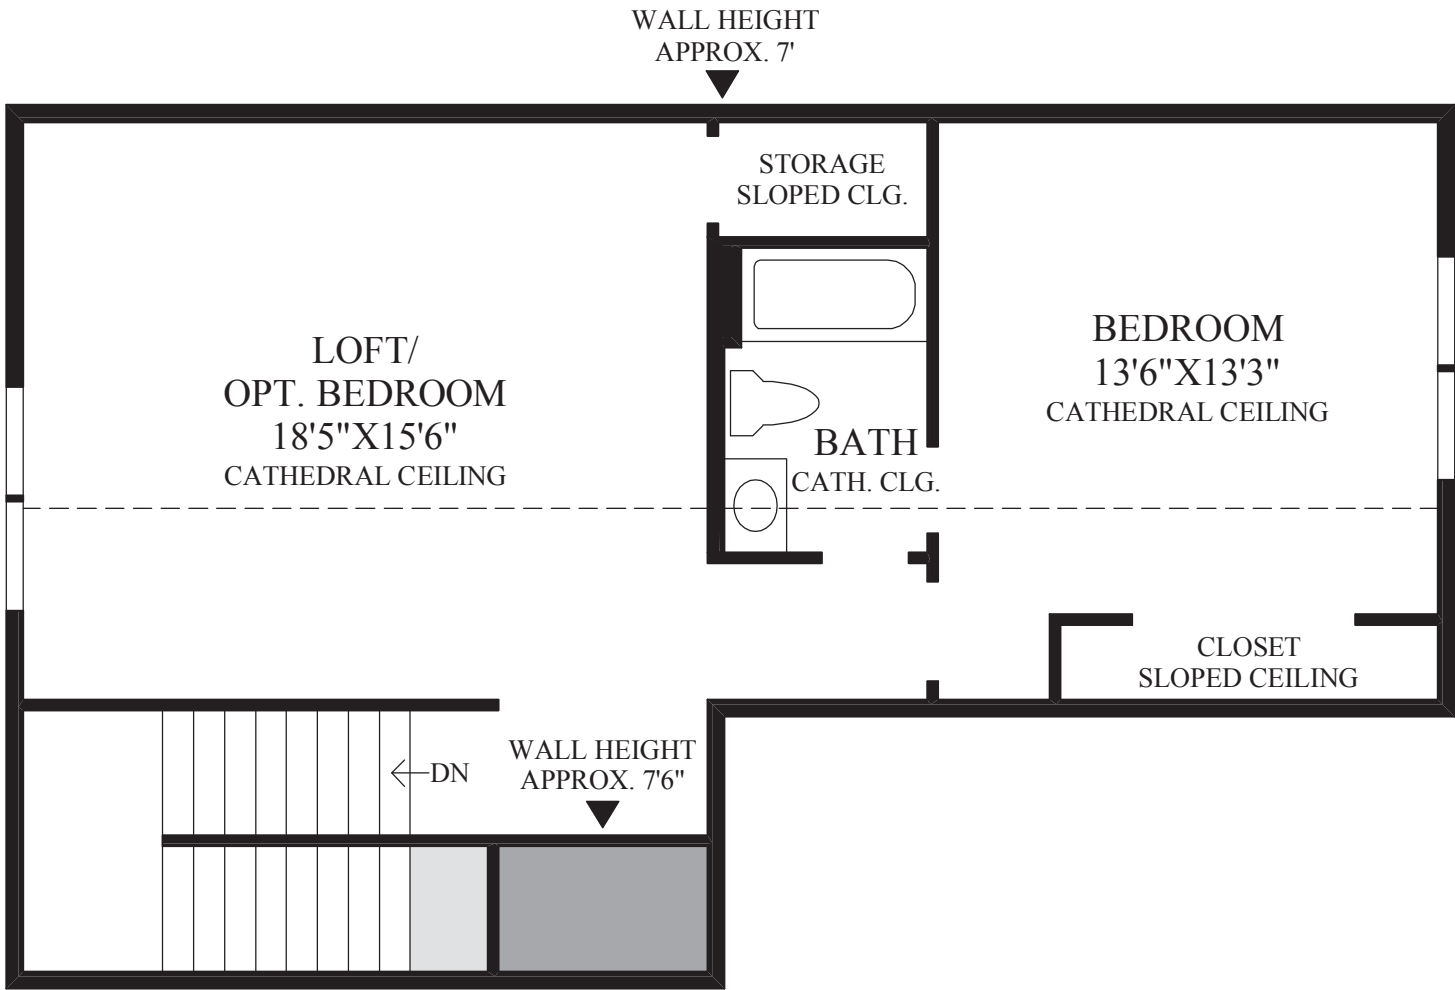 WALL HEIGHT
APPROX. 7'
STORAGE
SLOPED CLG.
LOFT/
OPT. BEDROOM
18'5"X15'6"
CATHEDRAL CEILING
BATH
CATH. CLG.
BEDROOM
13'6"X13'3"
CATHEDRAL CEILING
CLOSET
SLOPED CEILING
DN
WALL HEIGHT
APPROX. 7'6"